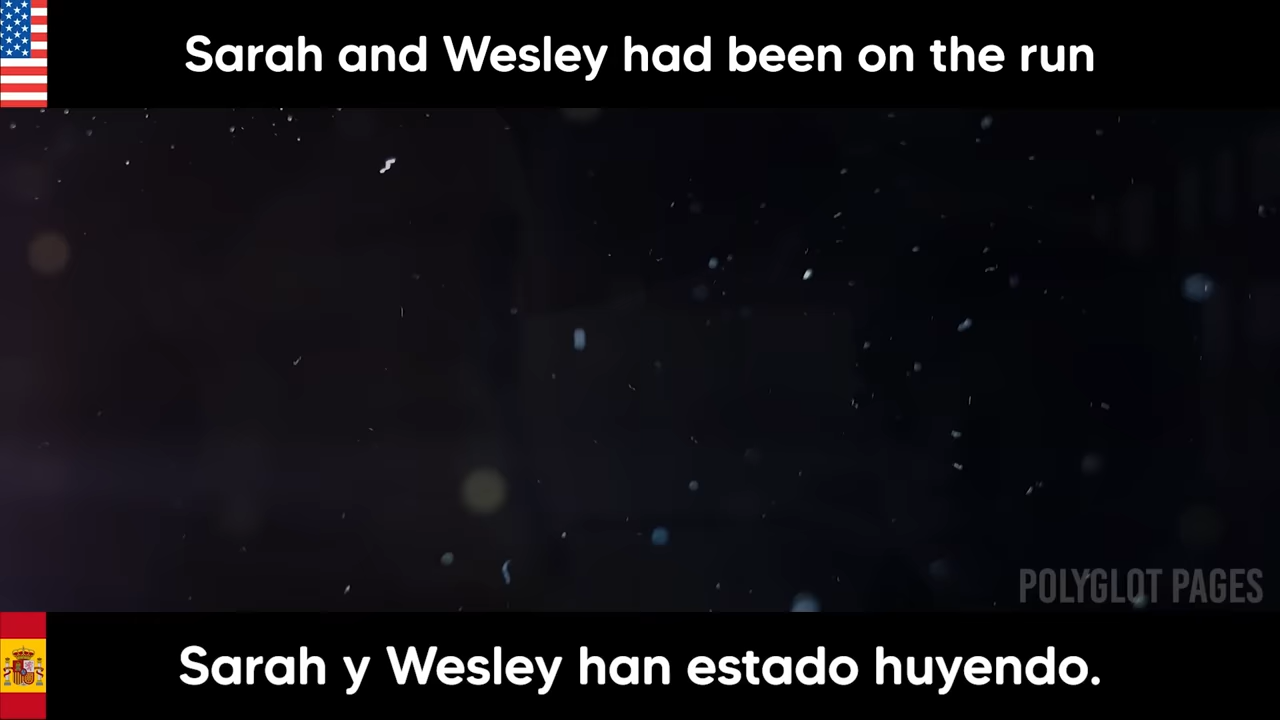 Sarah and Wesley had been on the run
POLYGLOT PAGES
Sarah y Wesley han estado huyendo.